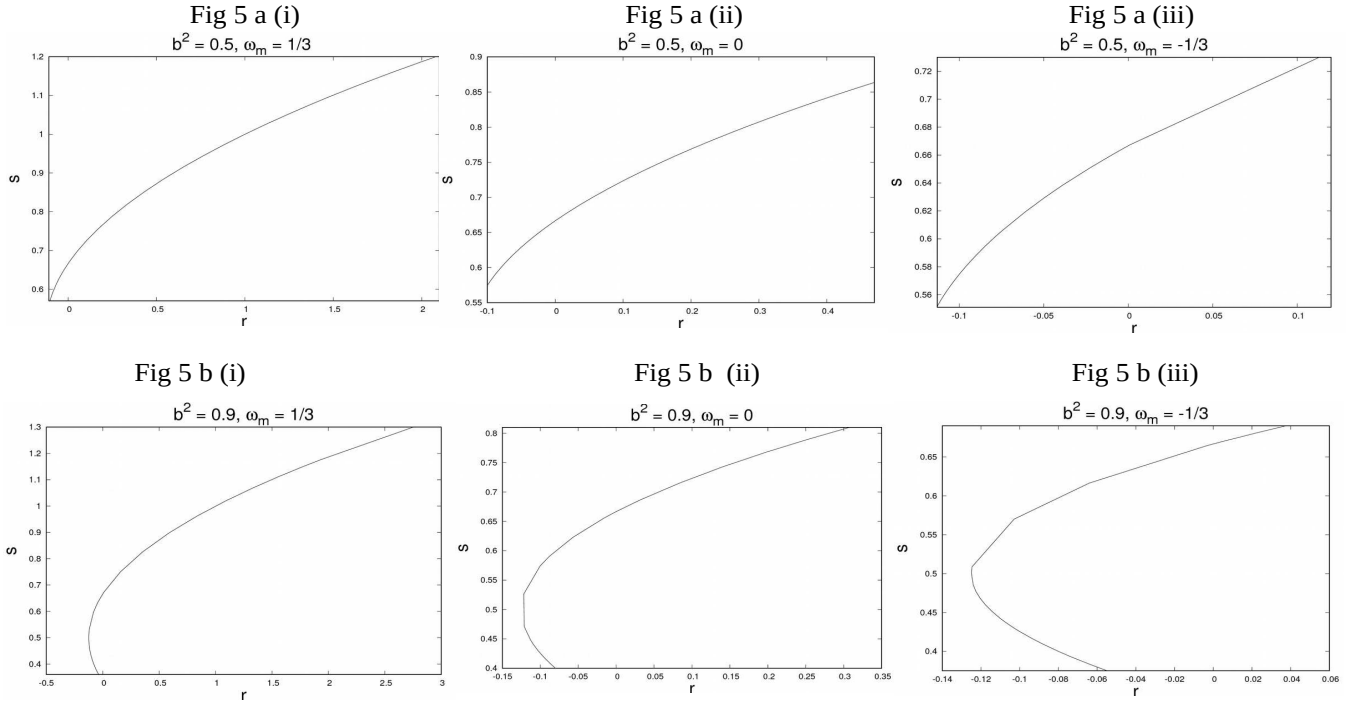 Fig 5 a (i)
b² = 0.5, ωₘ = 1/3
s
1.2
1.1
1
0.9
0.8
0.7
0.6
0 0.5 1 1.5 2
r
Fig 5 a (ii)
b² = 0.5, ωₘ = 0
s
0.9
0.85
0.8
0.75
0.7
0.65
0.6
0.55
-0.1 0 0.1 0.2 0.3 0.4
r
Fig 5 a (iii)
b² = 0.5, ωₘ = -1/3
s
0.72
0.7
0.68
0.66
0.64
0.62
0.6
0.58
0.56
-0.1 -0.05 0 0.05 0.1
r
Fig 5 b (i)
b² = 0.9, ωₘ = 1/3
s
1.3
1.2
1.1
1
0.9
0.8
0.7
0.6
0.5
0.4
-0.5 0 0.5 1 1.5 2 2.5 3
r
Fig 5 b (ii)
b² = 0.9, ωₘ = 0
s
0.8
0.75
0.7
0.65
0.6
0.55
0.5
0.45
0.4
-0.15 -0.1 -0.05 0 0.05 0.1 0.15 0.2 0.25 0.3 0.35
r
Fig 5 b (iii)
b² = 0.9, ωₘ = -1/3
s
0.65
0.6
0.55
0.5
0.45
0.4
-0.14 -0.12 -0.1 -0.08 -0.06 -0.04 -0.02 0 0.02 0.04 0.06
r